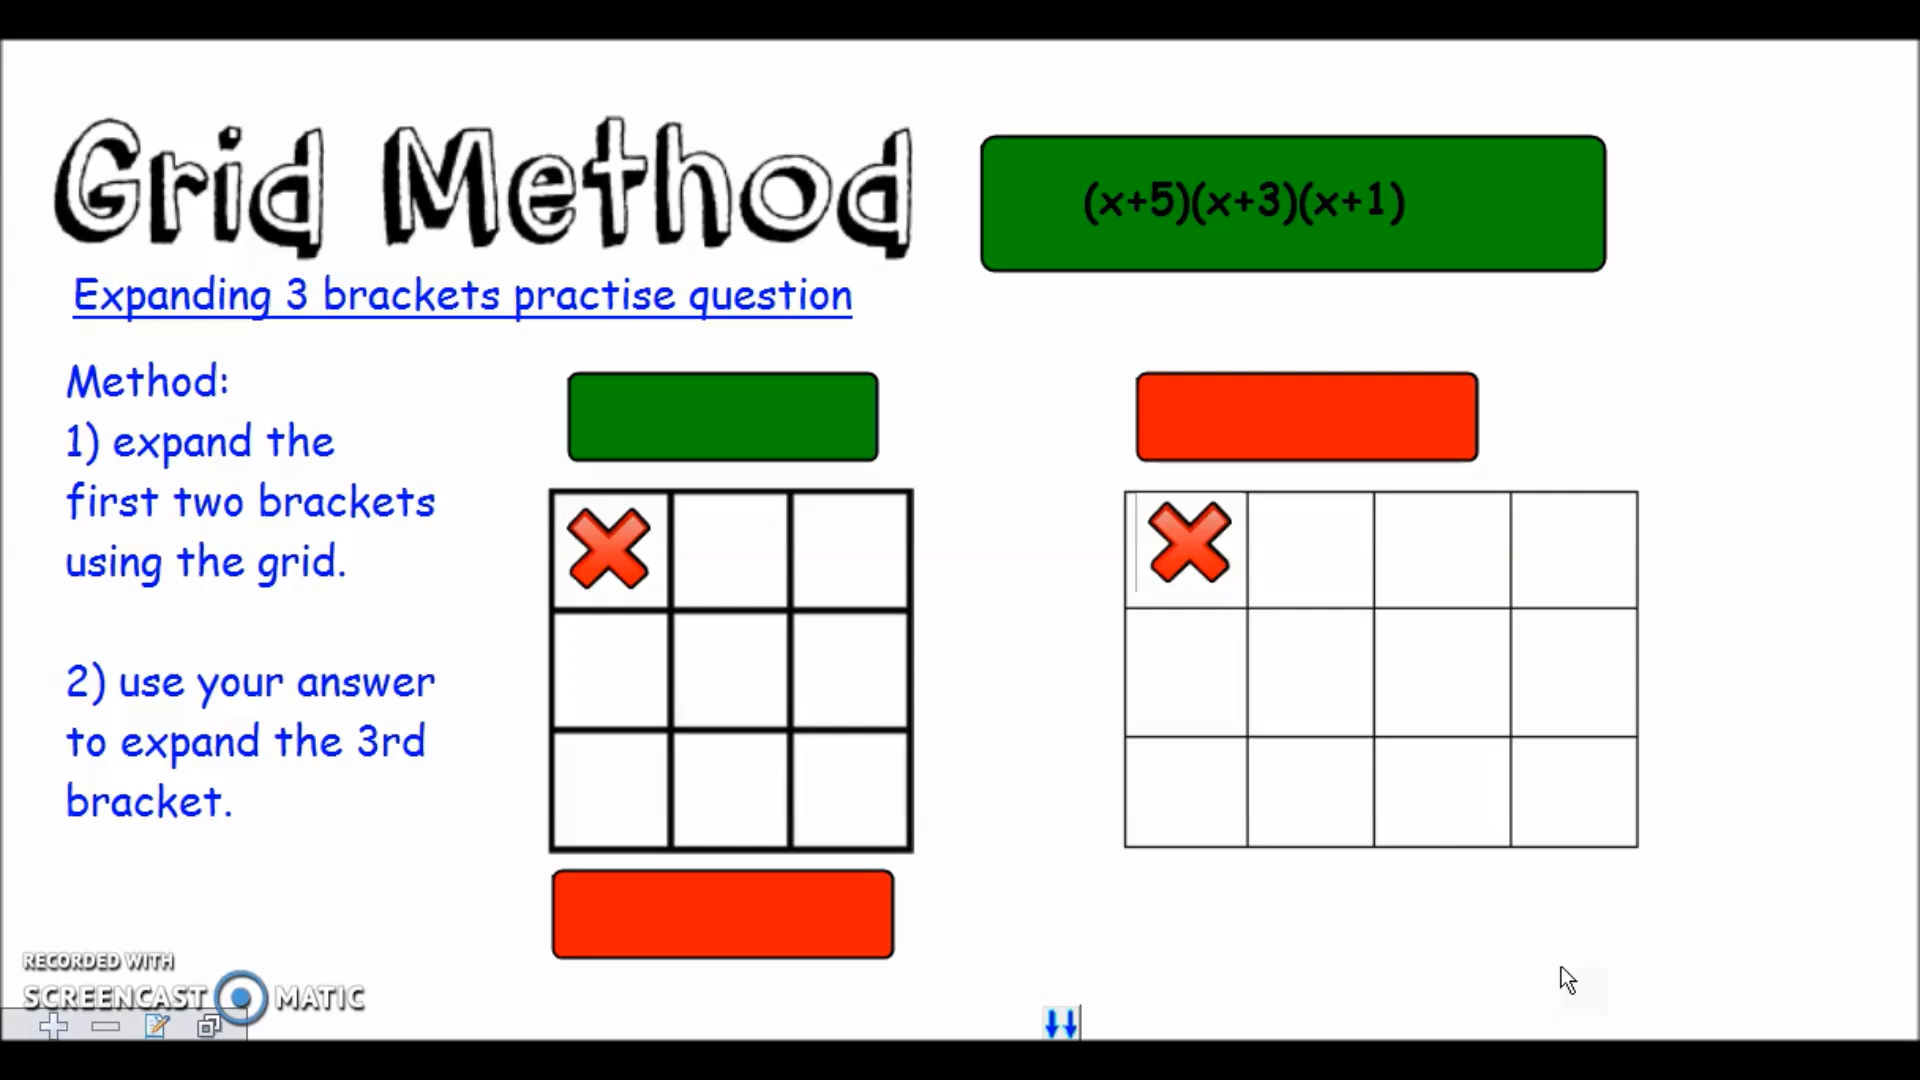 Grid Method
(x+5)(x+3)(x+1)
Expanding 3 brackets practise question
Method:
1) expand the
first two brackets
using the grid.
2) use your answer
to expand the 3rd
bracket.
RECORDED WITH
SCREENCAST MATIC